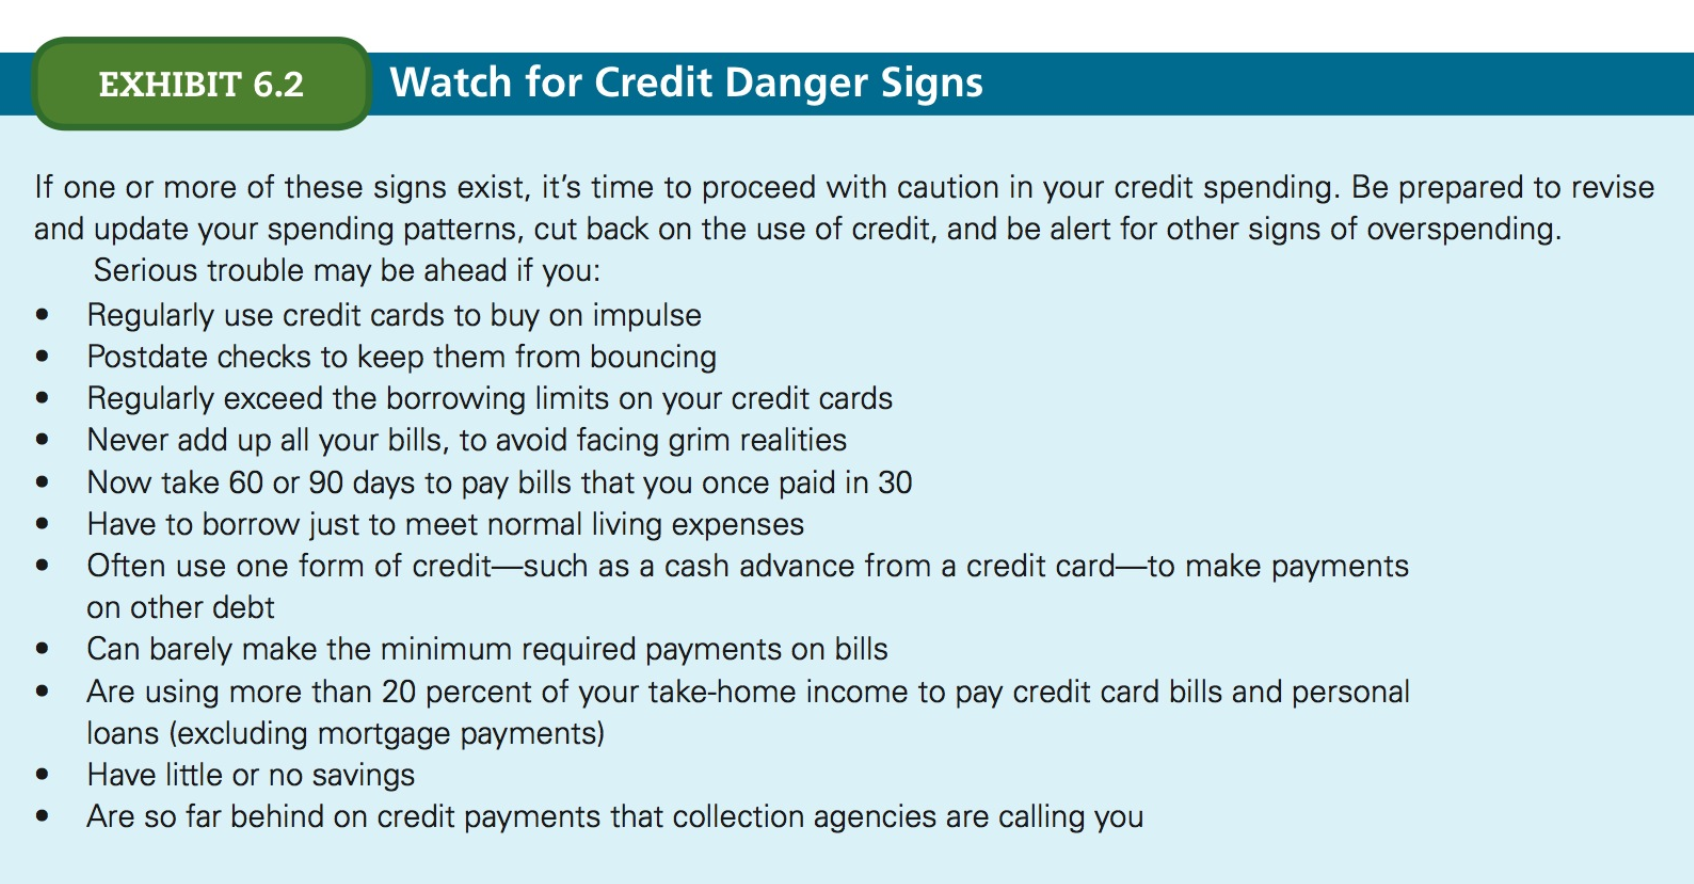 EXHIBIT 6.2 Watch for Credit Danger Signs
If one or more of these signs exist, it's time to proceed with caution in your credit spending. Be prepared to revise
and update your spending patterns, cut back on the use of credit, and be alert for other signs of overspending.
Serious trouble may be ahead if you:
• Regularly use credit cards to buy on impulse
• Postdate checks to keep them from bouncing
• Regularly exceed the borrowing limits on your credit cards
• Never add up all your bills, to avoid facing grim realities
• Now take 60 or 90 days to pay bills that you once paid in 30
• Have to borrow just to meet normal living expenses
• Often use one form of credit—such as a cash advance from a credit card—to make payments
on other debt
• Can barely make the minimum required payments on bills
• Are using more than 20 percent of your take-home income to pay credit card bills and personal
loans (excluding mortgage payments)
• Have little or no savings
• Are so far behind on credit payments that collection agencies are calling you